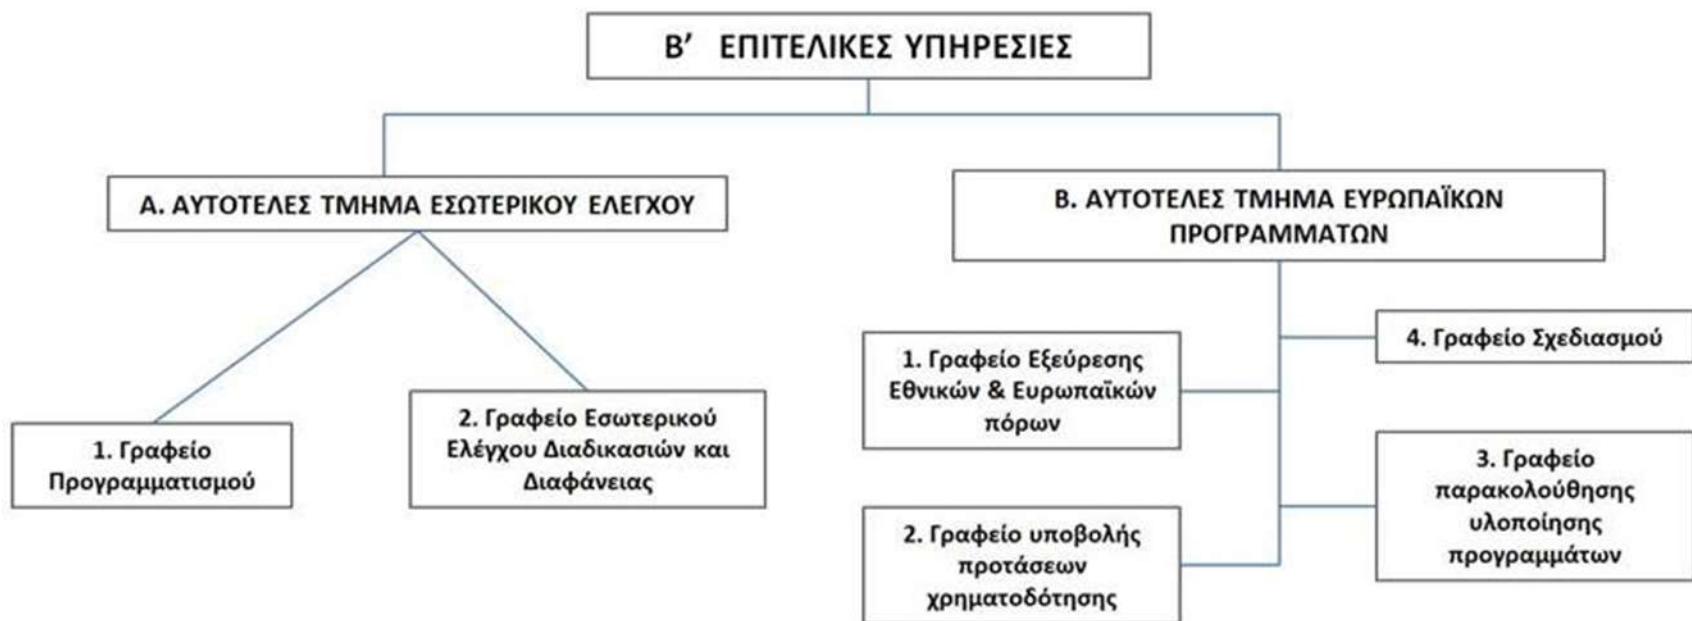 Β’ ΕΠΙΤΕΛΙΚΕΣ ΥΠΗΡΕΣΙΕΣ
Α. ΑΥΤΟΤΕΛΕΣ ΤΜΗΜΑ ΕΣΩΤΕΡΙΚΟΥ ΕΛΕΓΧΟΥ
Β. ΑΥΤΟΤΕΛΕΣ ΤΜΗΜΑ ΕΥΡΩΠΑΪΚΩΝ
ΠΡΟΓΡΑΜΜΑΤΩΝ
1. Γραφείο
Προγραμματισμού
2. Γραφείο Εσωτερικού
Ελέγχου Διαδικασιών και
Διαφάνειας
1. Γραφείο Εξεύρεσης
Εθνικών & Ευρωπαϊκών
πόρων
2. Γραφείο υποβολής
προτάσεων
χρηματοδότησης
4. Γραφείο Σχεδιασμού
3. Γραφείο
παρακολούθησης
υλοποίησης
προγραμμάτων